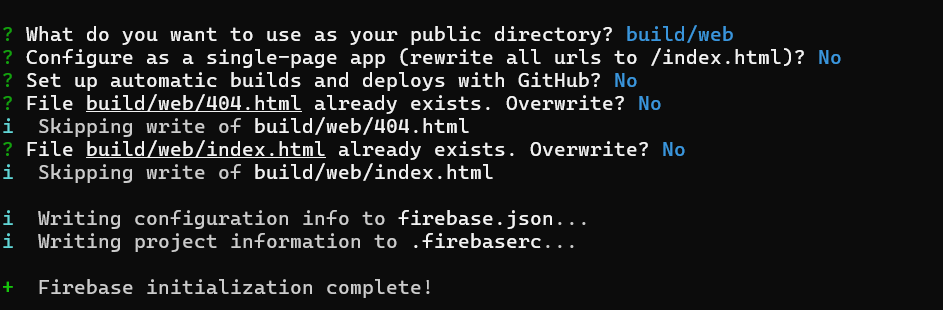 ? What do you want to use as your public directory? build/web
? Configure as a single-page app (rewrite all urls to /index.html)? No
? Set up automatic builds and deploys with GitHub? No
? File build/web/404.html already exists. Overwrite? No
i  Skipping write of build/web/404.html
? File build/web/index.html already exists. Overwrite? No
i  Skipping write of build/web/index.html
i  Writing configuration info to firebase.json...
i  Writing project information to .firebaserc...
+  Firebase initialization complete!